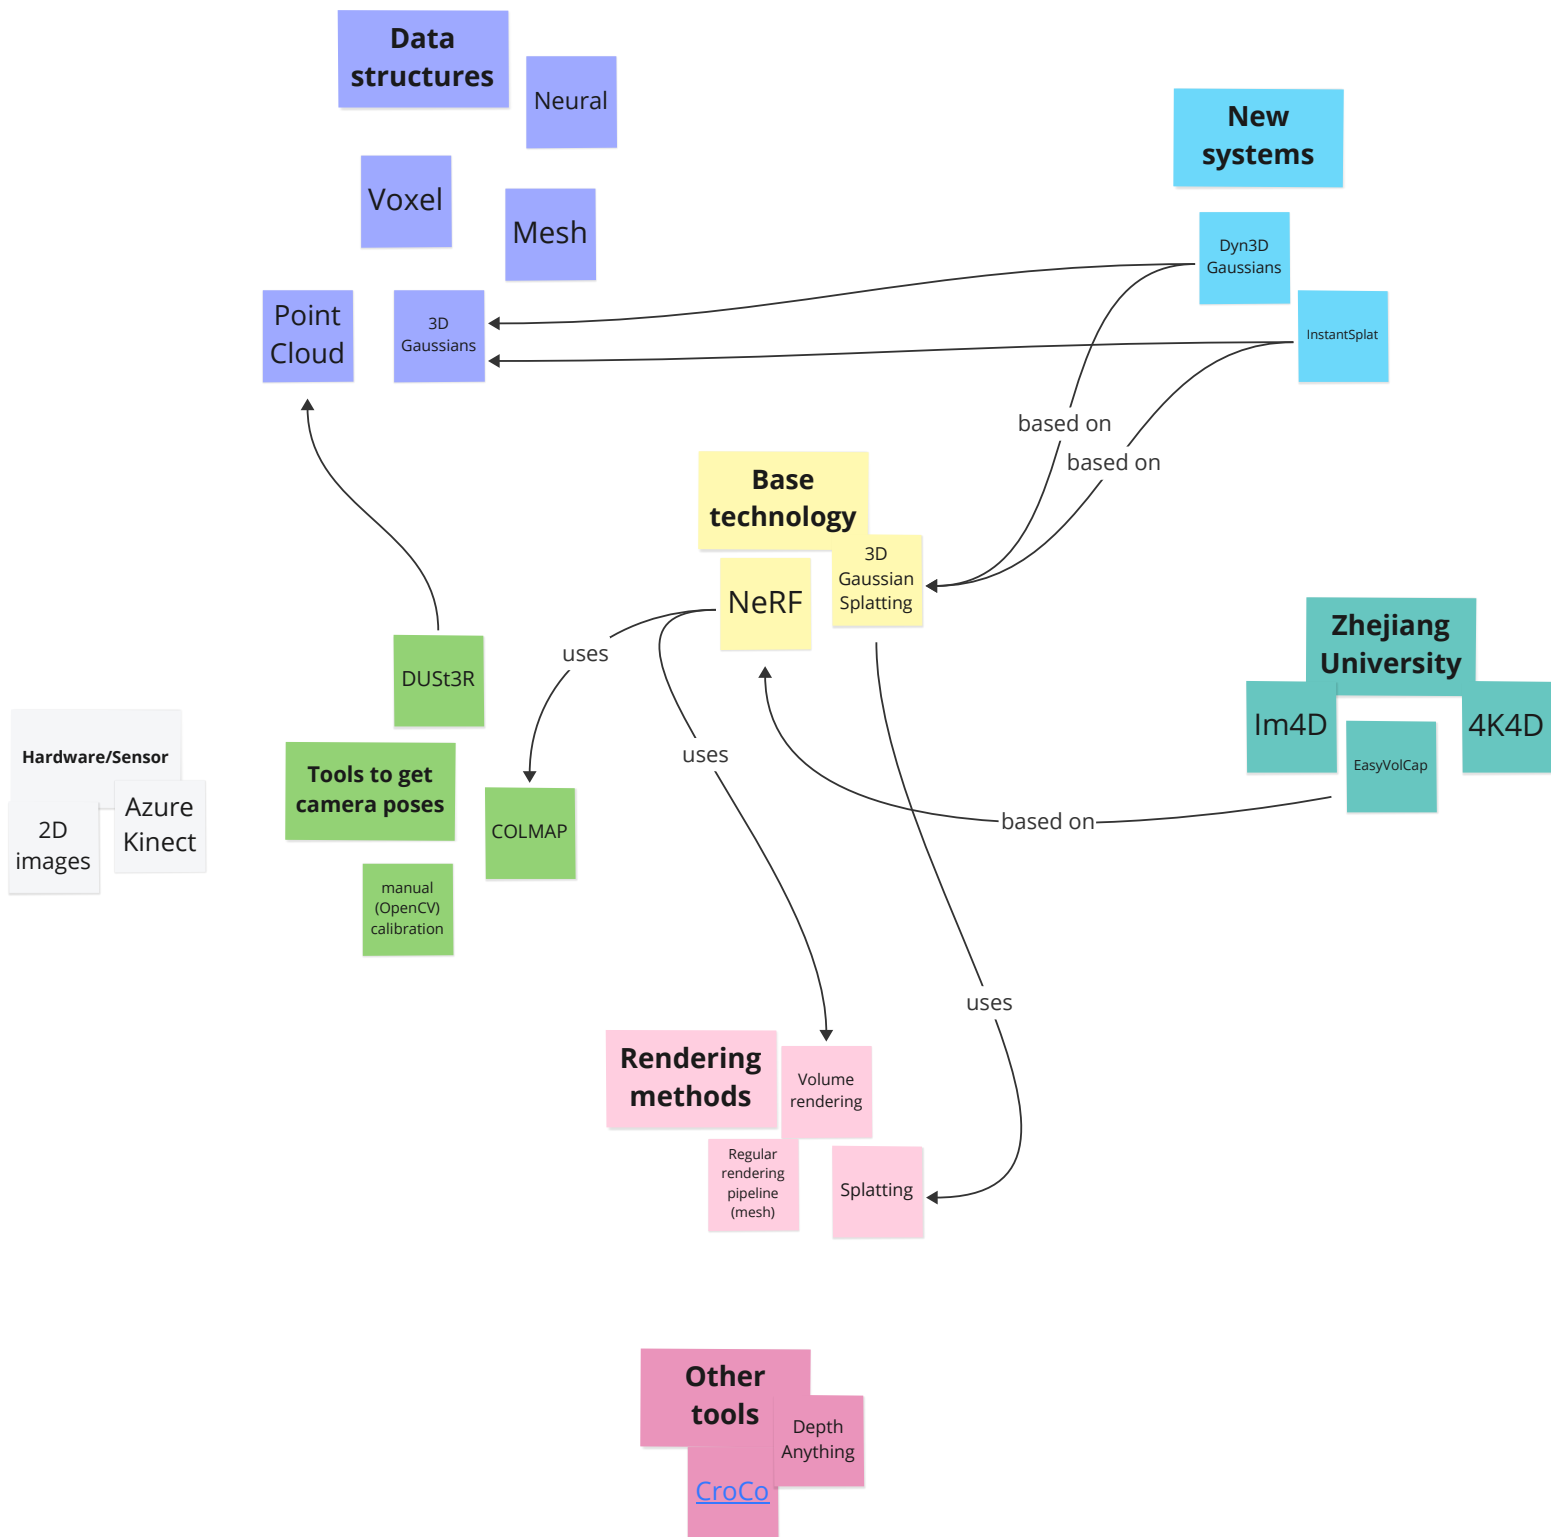 Data
structures
Neural
Voxel
Mesh
Point
Cloud
3D
Gaussians
New
systems
Dyn3D
Gaussians
InstantSplat
based on
based on
Base
technology
3D
Gaussian
Splatting
NeRF
uses
uses
DUSt3R
Zhejiang
University
Im4D
4K4D
EasyVolCap
based on
Hardware/Sensor
2D
images
Azure
Kinect
Tools to get
camera poses
COLMAP
manual
(OpenCV)
calibration
uses
Rendering
methods
Volume
rendering
Regular
rendering
pipeline
(mesh)
Splatting
Other
tools
Depth
Anything
CroCo